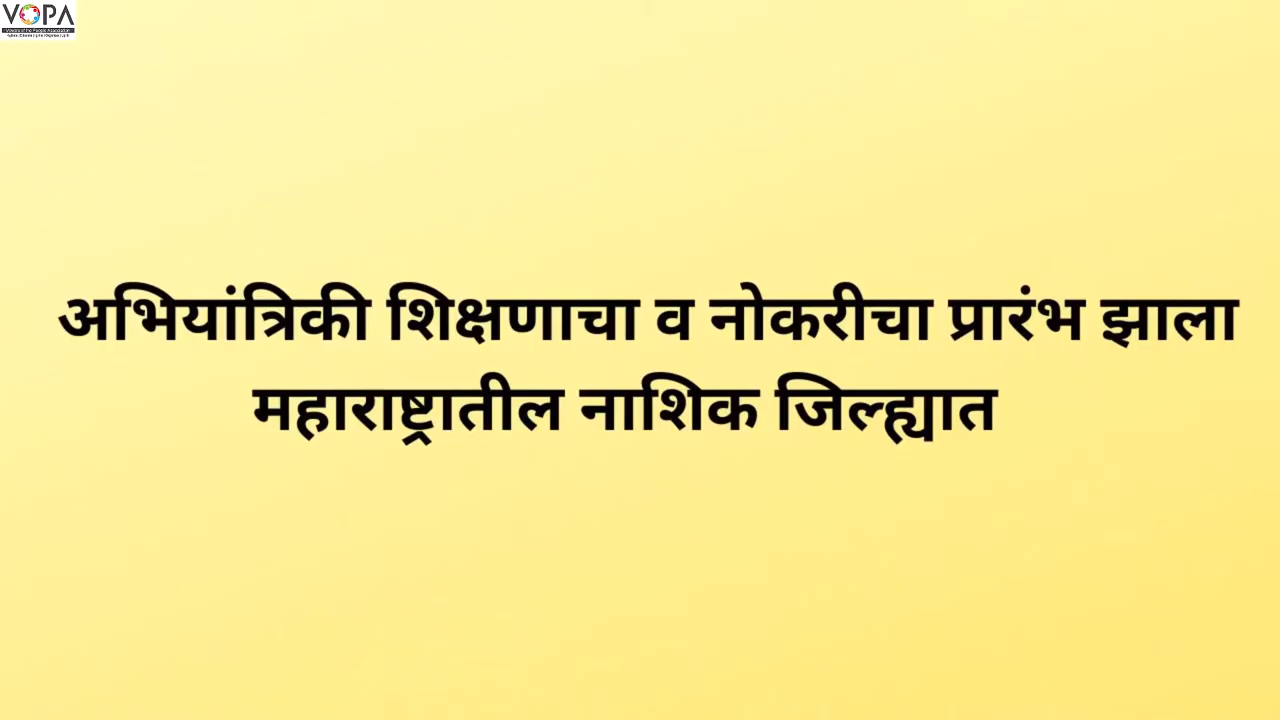 VOPA
अभियांत्रिकी शिक्षणाचा व नोकरीचा प्रारंभ झाला
महाराष्ट्रातील नाशिक जिल्ह्यात